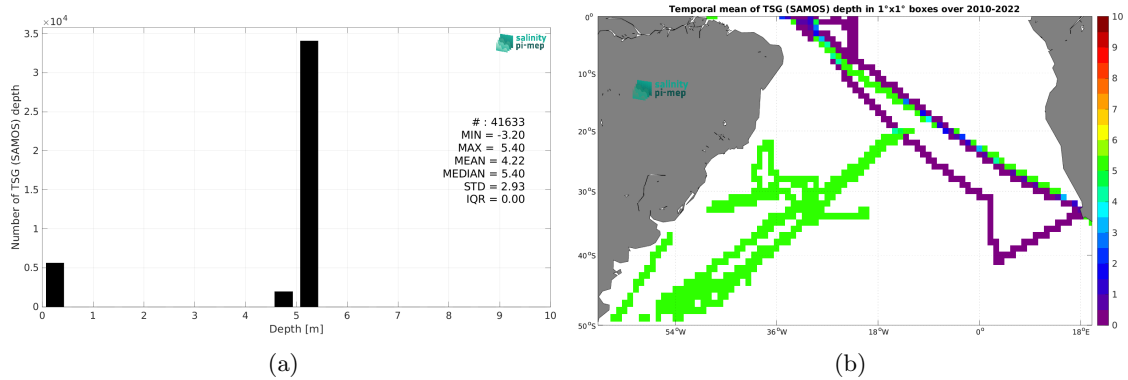 ×10⁴
3.5
3
2.5
2
1.5
1
0.5
0
Number of TSG (SAMOS) depth
salinity
pi-mep
# : 41633
MIN = -3.20
MAX = 5.40
MEAN = 4.22
MEDIAN = 5.40
STD = 2.93
IQR = 0.00
0 1 2 3 4 5 6 7 8 9 10
Depth [m]
(a)
Temporal mean of TSG (SAMOS) depth in 1°x1° boxes over 2010-2022
0°
10°S
20°S
30°S
40°S
50°S
salinity
pi-mep
54°W 36°W 18°W 0° 18°E
10
9
8
7
6
5
4
3
2
1
0
(b)